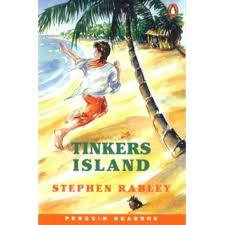 TINKERS
ISLAND
STEPHEN RABLEY
PENGUIN READERS